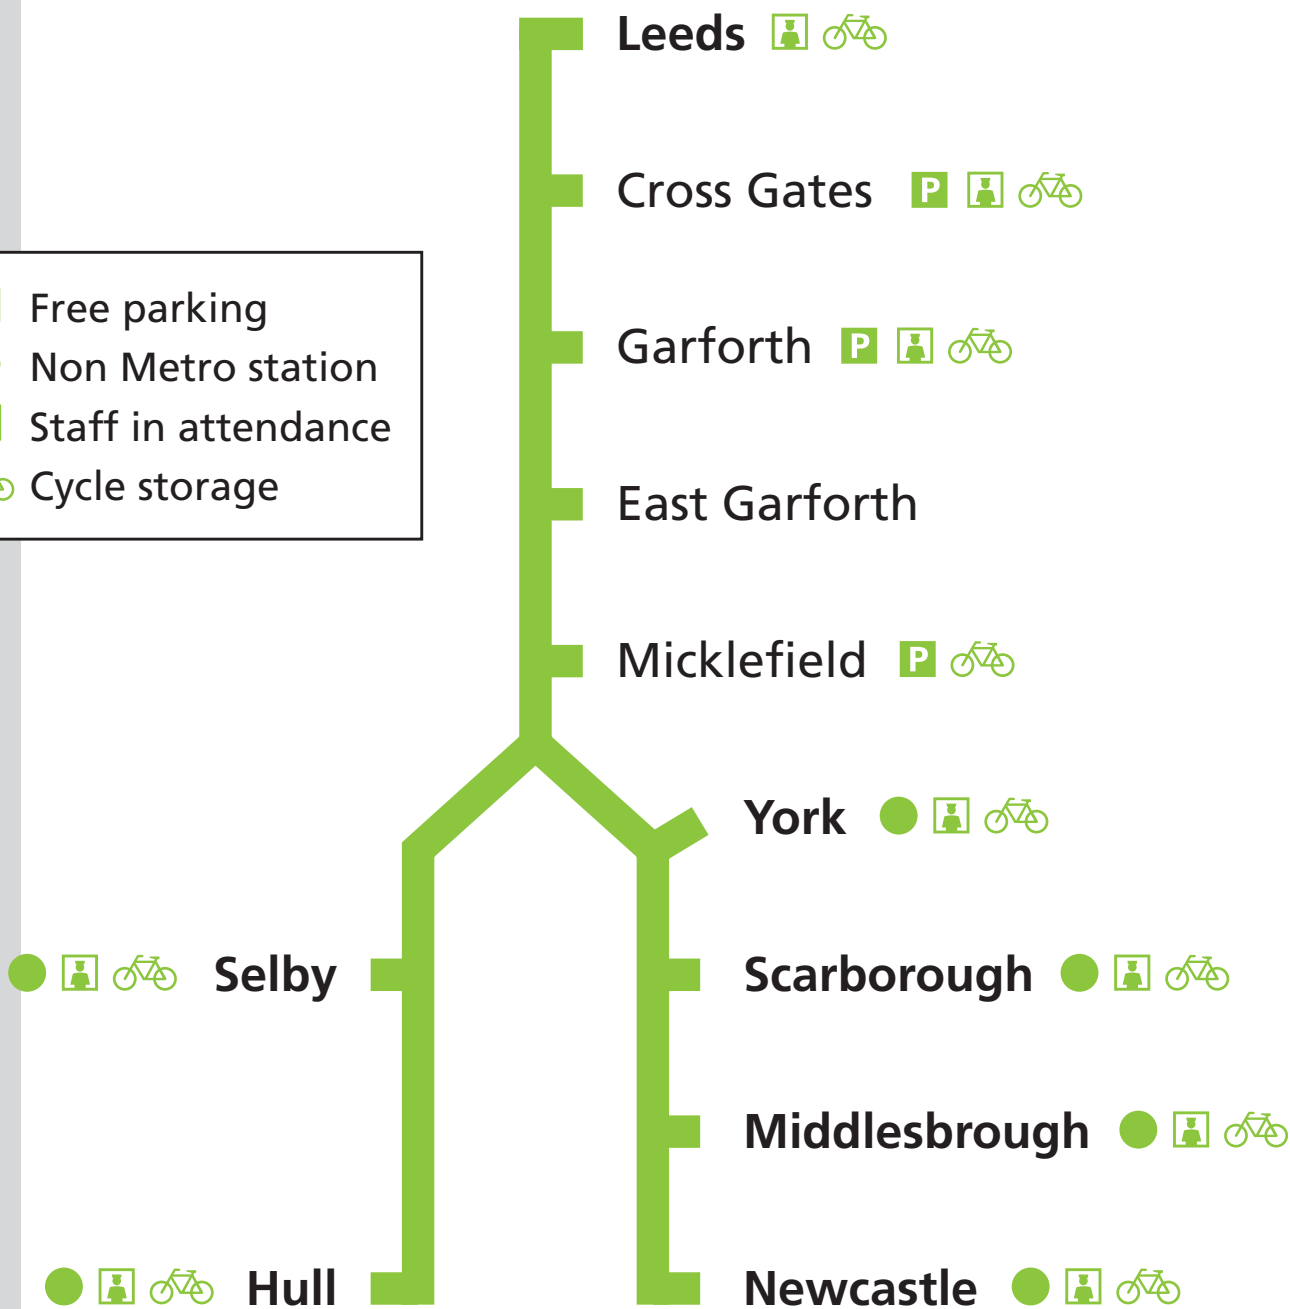 Leeds
Cross Gates P
Free parking
Non Metro station
Staff in attendance
Cycle storage
Garforth P
East Garforth
Micklefield P
York
Selby
Scarborough
Middlesbrough
Hull
Newcastle